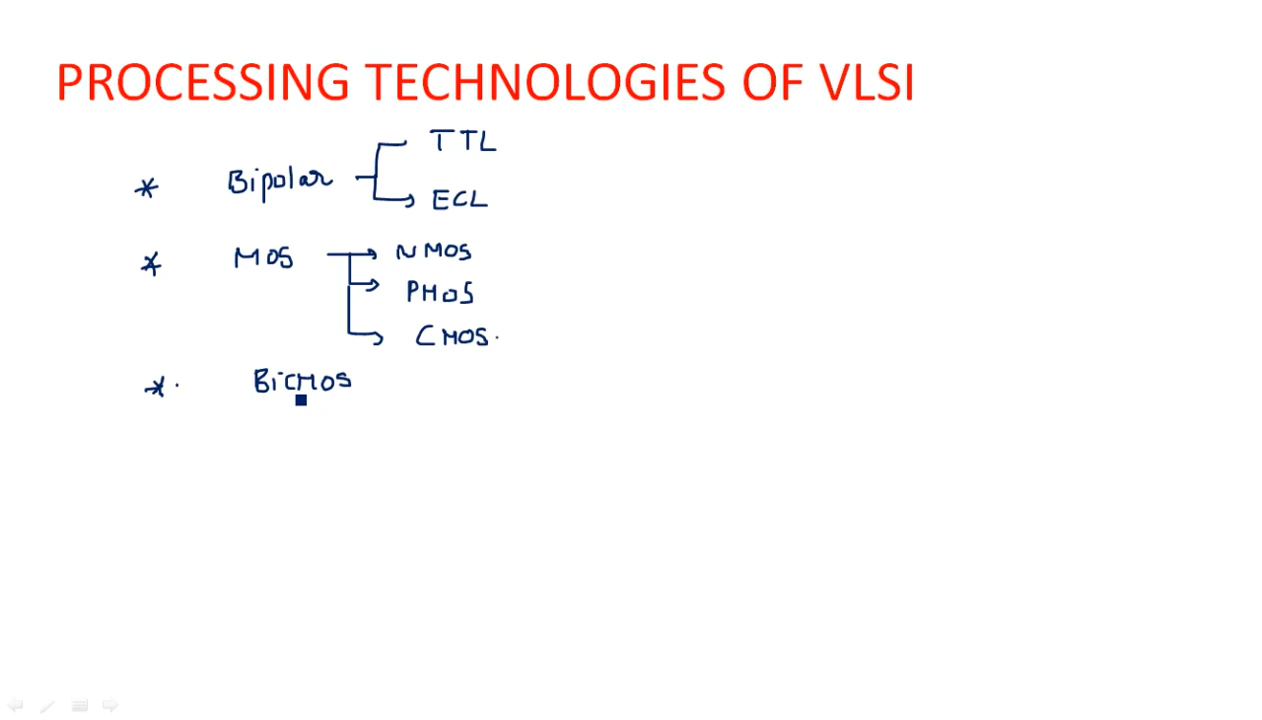 PROCESSING TECHNOLOGIES OF VLSI
TTL
* Bipolar
ECL
* MOS NMOS
PMOS
CMOS.
*. BiCMOS